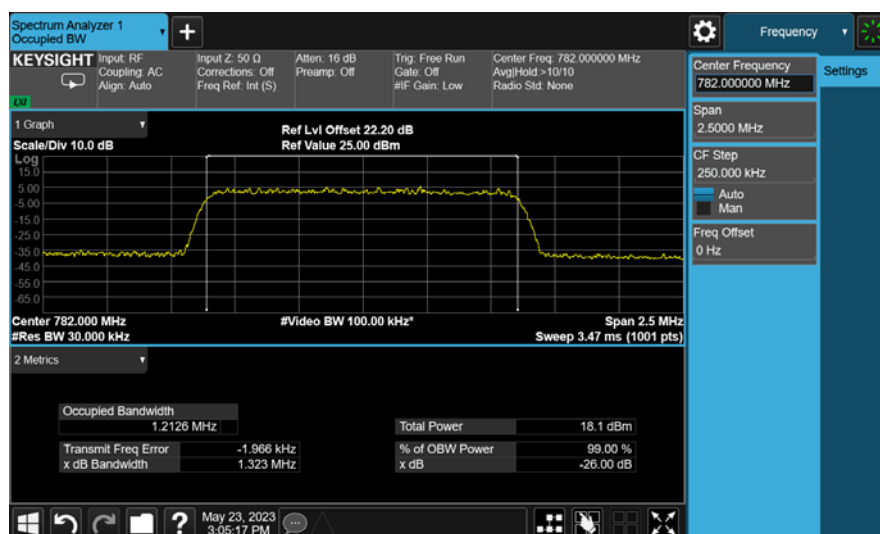 Spectrum Analyzer 1
Occupied BW
Frequency
KEYSIGHT
Input: RF
Coupling: AC
Align: Auto
Input Z: 50 Ω
Corrections: Off
Freq Ref: Int (S)
Atten: 16 dB
Preamp: Off
Trig: Free Run
Gate: Off
#IF Gain: Low
Center Freq: 782.000000 MHz
Avg|Hold:>10/10
Radio Std: None
LXI
Center Frequency
782.000000 MHz
Settings
Span
2.5000 MHz
CF Step
250.000 kHz
Auto
Man
Freq Offset
0 Hz
1 Graph
Scale/Div 10.0 dB
Ref Lvl Offset 22.20 dB
Ref Value 25.00 dBm
Log
15.0
5.00
-5.00
-15.0
-25.0
-35.0
-45.0
-55.0
-65.0
Center 782.000 MHz
#Res BW 30.000 kHz
#Video BW 100.00 kHz*
Span 2.5 MHz
Sweep 3.47 ms (1001 pts)
2 Metrics
Occupied Bandwidth
1.2126 MHz
Total Power 18.1 dBm
Transmit Freq Error -1.966 kHz
% of OBW Power 99.00 %
x dB Bandwidth 1.323 MHz
x dB -26.00 dB
May 23, 2023
3:05:17 PM